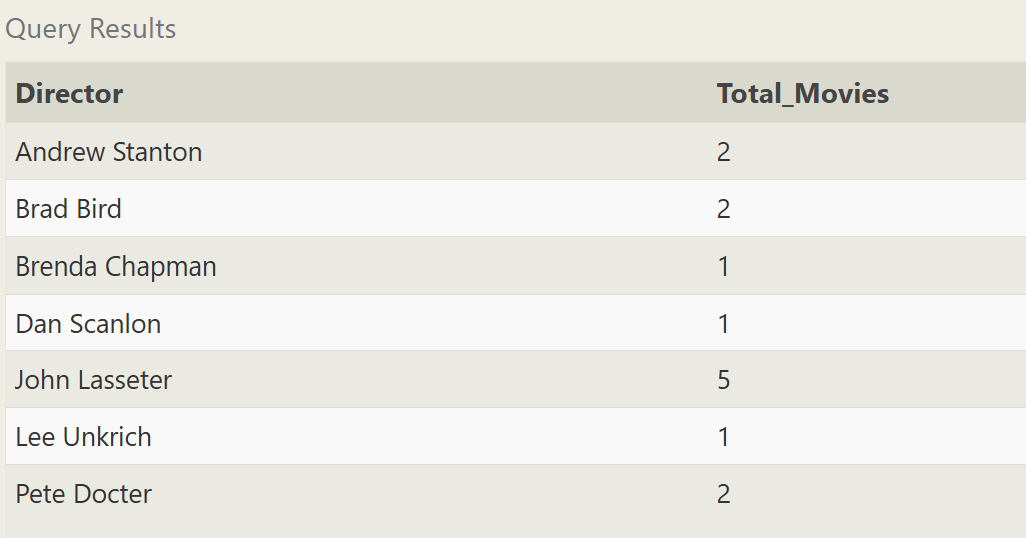 Query Results
Director Total_Movies
Andrew Stanton 2
Brad Bird 2
Brenda Chapman 1
Dan Scanlon 1
John Lasseter 5
Lee Unkrich 1
Pete Docter 2